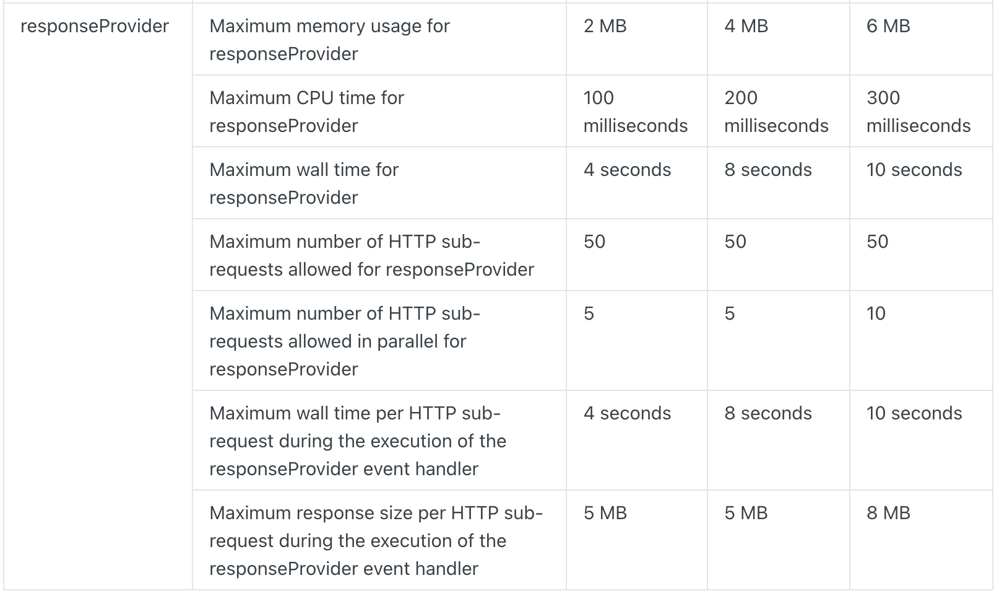 responseProvider
Maximum memory usage for
responseProvider
2 MB
4 MB
6 MB
Maximum CPU time for
responseProvider
100
milliseconds
200
milliseconds
300
milliseconds
Maximum wall time for
responseProvider
4 seconds
8 seconds
10 seconds
Maximum number of HTTP sub-
requests allowed for responseProvider
50
50
50
Maximum number of HTTP sub-
requests allowed in parallel for
responseProvider
5
5
10
Maximum wall time per HTTP sub-
request during the execution of the
responseProvider event handler
4 seconds
8 seconds
10 seconds
Maximum response size per HTTP sub-
request during the execution of the
responseProvider event handler
5 MB
5 MB
8 MB